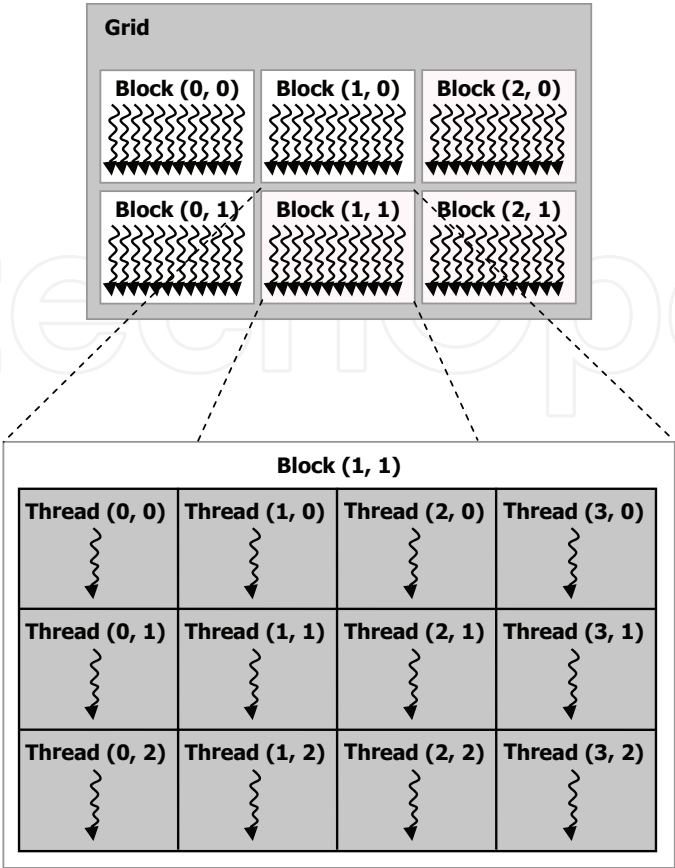 Grid
Block (0, 0) Block (1, 0) Block (2, 0)
Block (0, 1) Block (1, 1) Block (2, 1)
Block (1, 1)
Thread (0, 0) Thread (1, 0) Thread (2, 0) Thread (3, 0)
Thread (0, 1) Thread (1, 1) Thread (2, 1) Thread (3, 1)
Thread (0, 2) Thread (1, 2) Thread (2, 2) Thread (3, 2)